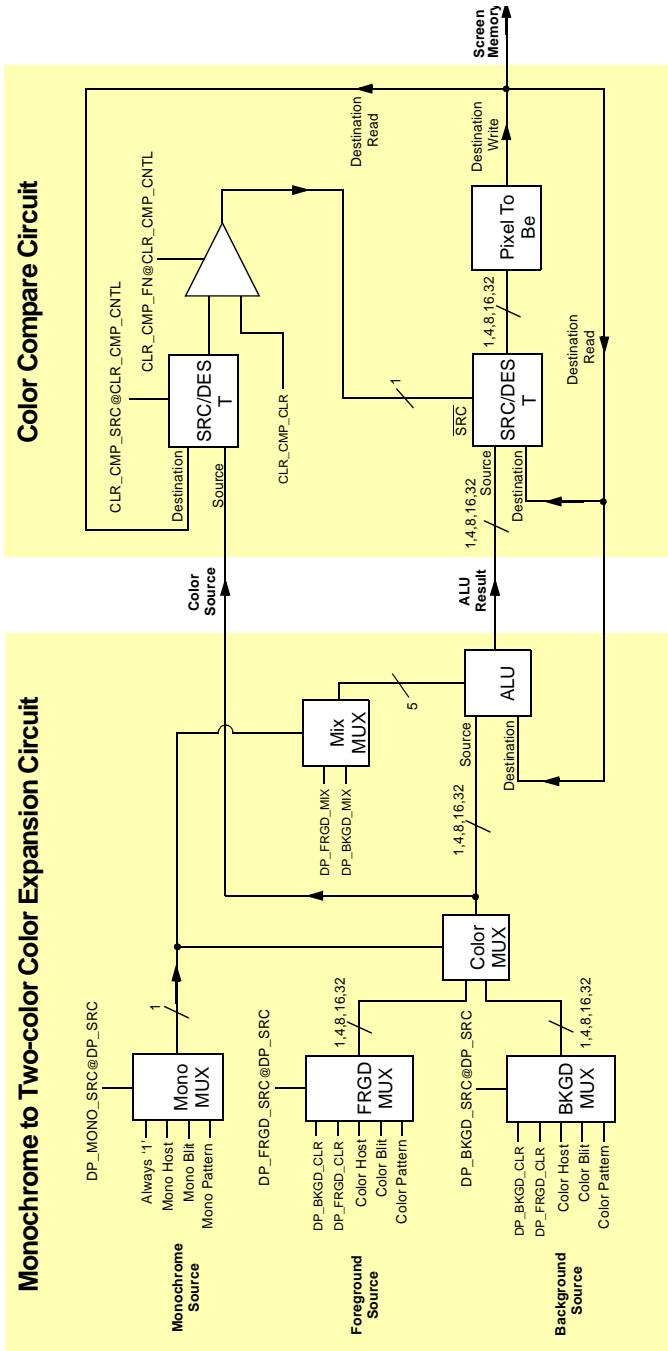 Monochrome to Two-color Color Expansion Circuit
Color Compare Circuit
DP_MONO_SRC@DP_SRC
Monochrome
Source
Always '1'
Mono Host
Mono Blit
Mono Pattern
Mono
MUX
1
DP_FRGD_SRC@DP_SRC
Foreground
Source
DP_BKGD_CLR
DP_FRGD_CLR
Color Host
Color Blit
Color Pattern
FRGD
MUX
1,4,8,16,32
DP_BKGD_SRC@DP_SRC
Background
Source
DP_BKGD_CLR
DP_FRGD_CLR
Color Host
Color Blit
Color Pattern
BKGD
MUX
1,4,8,16,32
Color
MUX
1,4,8,16,32
DP_FRGD_MIX
DP_BKGD_MIX
Mix
MUX
5
Source
Destination
ALU
Color
Source
ALU
Result
CLR_CMP_SRC@CLR_CMP_CNTL
Destination
Source
SRC/DES
T
CLR_CMP_FN@CLR_CMP_CNTL
CLR_CMP_CLR
1
SRC
Source
1,4,8,16,32
Destination
SRC/DES
T
1,4,8,16,32
Pixel To
Be
Destination
Read
Destination
Write
Destination
Read
Screen
Memory